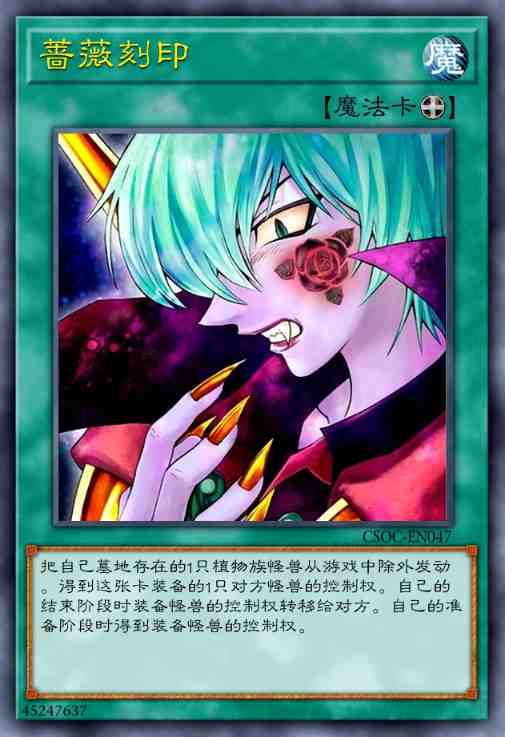 蔷薇刻印
魔
【魔法卡】
CSOC-EN047
把自己墓地存在的1只植物族怪兽从游戏中除外发动
。得到这张卡装备的1只对方怪兽的控制权。自己的
结束阶段时装备怪兽的控制权转移给对方。自己的准
备阶段时得到装备怪兽的控制权。
45247637